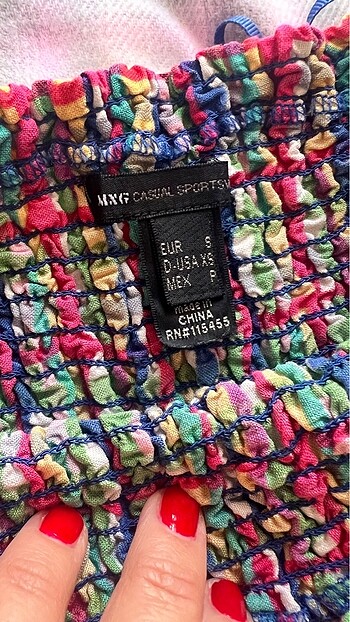 MNG CASUAL SPORTSW
EUR S
D-USA XS
MEX P
made in
CHINA
RN#115455